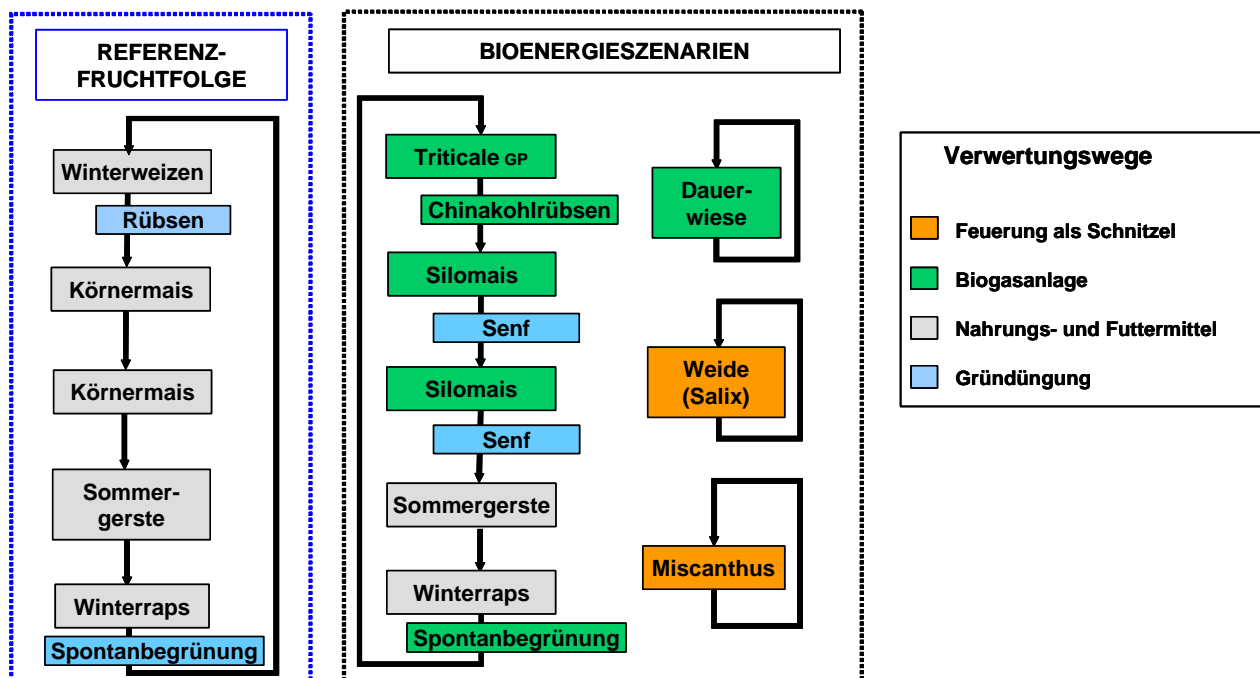 REFERENZ-
FRUCHTFOLGE
Winterweizen
Rübsen
Körnermais
Körnermais
Sommer-
gerste
Winterraps
Spontanbegrünung
BIOENERGIESZENARIEN
Triticale GP
Chinakohlrübsen
Silomais
Senf
Silomais
Senf
Sommergerste
Winterraps
Spontanbegrünung
Dauer-
wiese
Weide
(Salix)
Miscanthus
Verwertungswege
Feuerung als Schnitzel
Biogasanlage
Nahrungs- und Futtermittel
Gründüngung